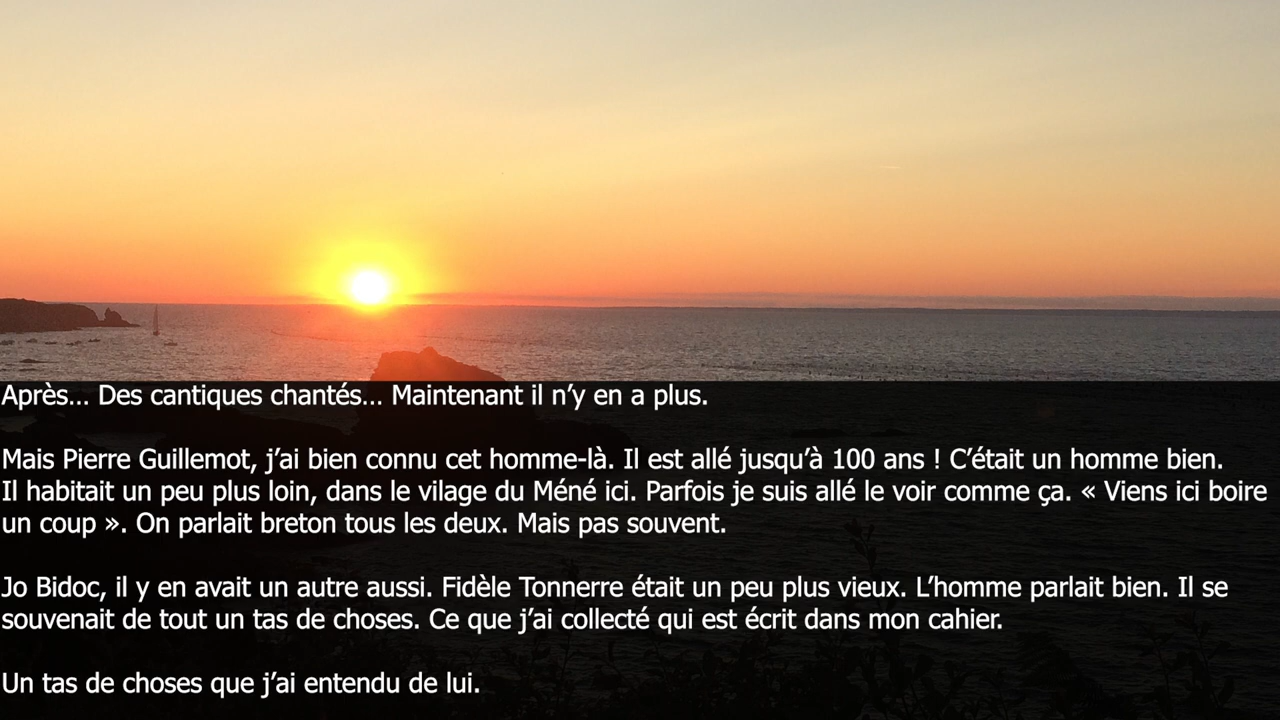 Après... Des cantiques chantés... Maintenant il n’y en a plus.
Mais Pierre Guillemot, j’ai bien connu cet homme-là. Il est allé jusqu’à 100 ans ! C’était un homme bien.
Il habitait un peu plus loin, dans le vilage du Méné ici. Parfois je suis allé le voir comme ça. « Viens ici boire
un coup ». On parlait breton tous les deux. Mais pas souvent.
Jo Bidoc, il y en avait un autre aussi. Fidèle Tonnerre était un peu plus vieux. L’homme parlait bien. Il se
souvenait de tout un tas de choses. Ce que j’ai collecté qui est écrit dans mon cahier.
Un tas de choses que j’ai entendu de lui.